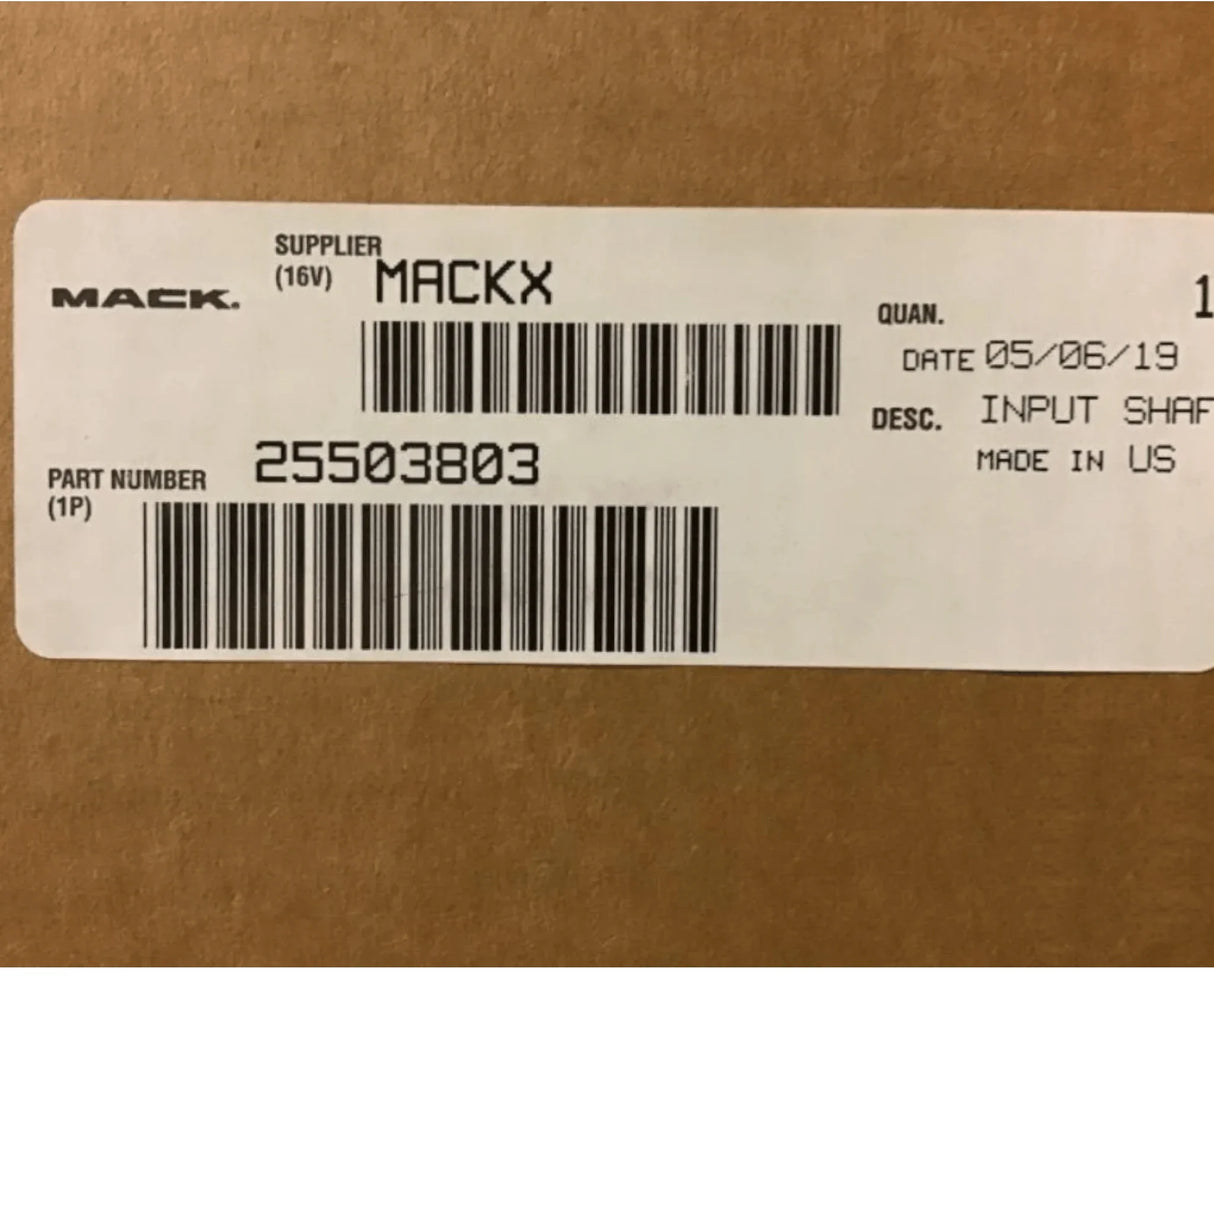 MACK.
SUPPLIER
(16V)
MACKX
QUAN. 1
DATE 05/06/19
DESC. INPUT SHAF
MADE IN US
PART NUMBER
(1P)
25503803